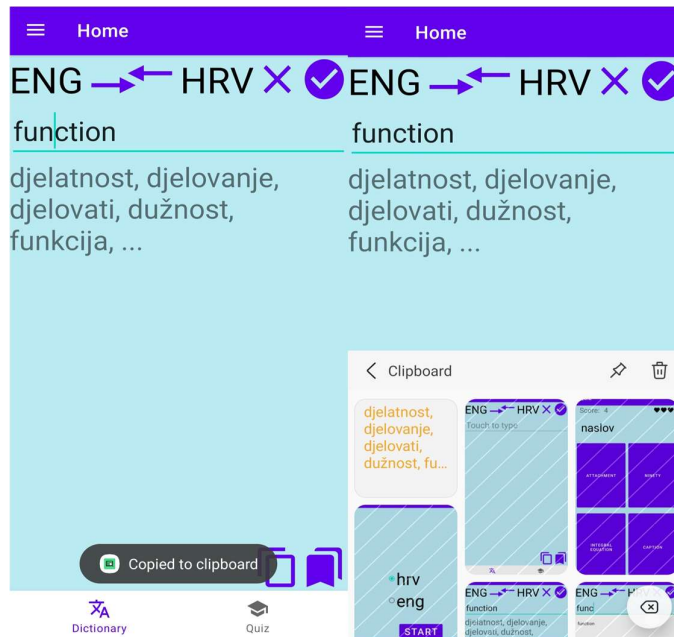 Home
ENG HRV
function
djelatnost, djelovanje,
djelovati, dužnost,
funkcija, ...
Copied to clipboard
Dictionary
Quiz
Home
ENG HRV
function
djelatnost, djelovanje,
djelovati, dužnost,
funkcija, ...
Clipboard
djelatnost,
djelovanje,
djelovati,
dužnost, fu...
ENG HRV
Touch to type
Score: 4
naslov
ATTACHMENT
NINETY
INTEGRAL
EQUATION
CAPTION
hrv
eng
START
ENG HRV
function
djelatnost, djelovanje,
djelovati, dužnost,
ENG
func